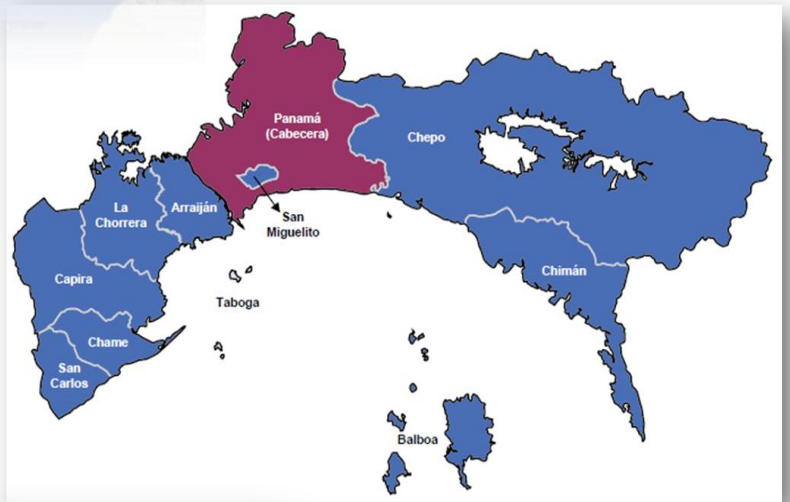 Panamá
(Cabecera)
Chepo
La
Chorrera
Arraiján
San
Miguelito
Capira
Chimán
Taboga
Chame
San
Carlos
Balboa